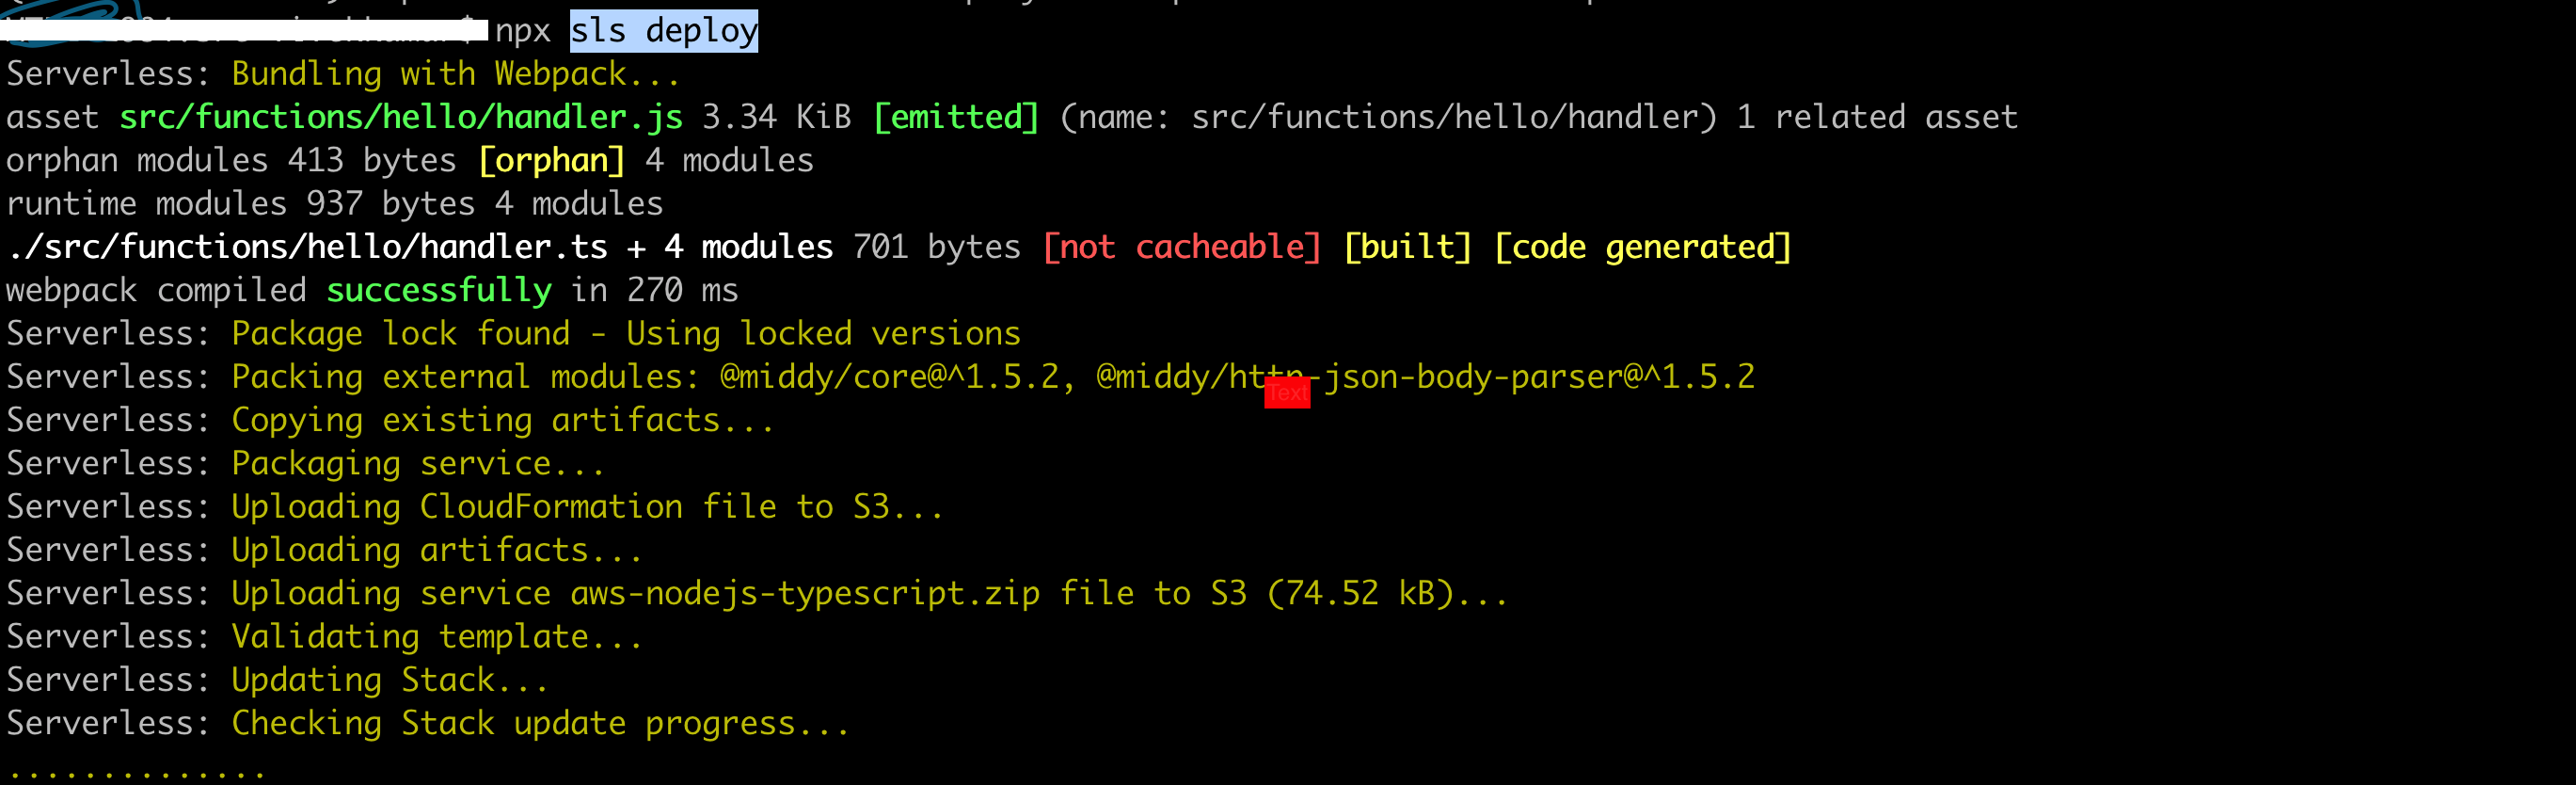 $ npx sls deploy
Serverless: Bundling with Webpack...
asset src/functions/hello/handler.js 3.34 KiB [emitted] (name: src/functions/hello/handler) 1 related asset
orphan modules 413 bytes [orphan] 4 modules
runtime modules 937 bytes 4 modules
./src/functions/hello/handler.ts + 4 modules 701 bytes [not cacheable] [built] [code generated]
webpack compiled successfully in 270 ms
Serverless: Package lock found - Using locked versions
Serverless: Packing external modules: @middy/core@^1.5.2, @middy/http-json-body-parser@^1.5.2
Text
Serverless: Copying existing artifacts...
Serverless: Packaging service...
Serverless: Uploading CloudFormation file to S3...
Serverless: Uploading artifacts...
Serverless: Uploading service aws-nodejs-typescript.zip file to S3 (74.52 kB)...
Serverless: Validating template...
Serverless: Updating Stack...
Serverless: Checking Stack update progress...
..............